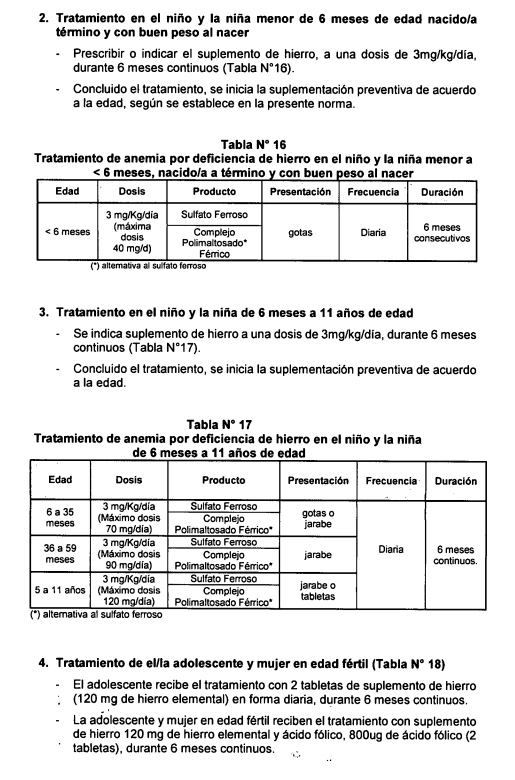 2. Tratamiento en el niño y la niña menor de 6 meses de edad nacido/a
término y con buen peso al nacer
- Prescribir o indicar el suplemento de hierro, a una dosis de 3mg/kg/día,
durante 6 meses continuos (Tabla N°16).
- Concluido el tratamiento, se inicia la suplementación preventiva de acuerdo
a la edad, según se establece en la presente norma.
Tabla N° 16
Tratamiento de anemia por deficiencia de hierro en el niño y la niña menor a
< 6 meses, nacido/a a término y con buen peso al nacer
Edad Dosis Producto Presentación Frecuencia Duración
< 6 meses
3 mg/Kg/día
(máxima
dosis
40 mg/d)
Sulfato Ferroso
Complejo
Polimaltosado*
Férrico
gotas
Diaria
6 meses
consecutivos
(*) alternativa al sulfato ferroso
3. Tratamiento en el niño y la niña de 6 meses a 11 años de edad
- Se indica suplemento de hierro a una dosis de 3mg/kg/día, durante 6 meses
continuos (Tabla N°17).
- Concluido el tratamiento, se inicia la suplementación preventiva de acuerdo
a la edad.
Tabla N° 17
Tratamiento de anemia por deficiencia de hierro en el niño y la niña
de 6 meses a 11 años de edad
Edad Dosis Producto Presentación Frecuencia Duración
6 a 35
meses
3 mg/Kg/día
(Máximo dosis
70 mg/día)
Sulfato Ferroso
Complejo
Polimaltosado Férrico*
gotas o
jarabe
36 a 59
meses
3 mg/Kg/día
(Máximo dosis
90 mg/día)
Sulfato Ferroso
Complejo
Polimaltosado Férrico*
jarabe
5 a 11 años
3 mg/Kg/día
(Máximo dosis
120 mg/día)
Sulfato Ferroso
Complejo
Polimaltosado Férrico*
jarabe o
tabletas
Diaria
6 meses
continuos.
(*) alternativa al sulfato ferroso
4. Tratamiento de el/la adolescente y mujer en edad fértil (Tabla N° 18)
- El adolescente recibe el tratamiento con 2 tabletas de suplemento de hierro
(120 mg de hierro elemental) en forma diaria, durante 6 meses continuos.
- La adolescente y mujer en edad fértil reciben el tratamiento con suplemento
de hierro 120 mg de hierro elemental y ácido fólico, 800ug de ácido fólico (2
tabletas), durante 6 meses continuos.